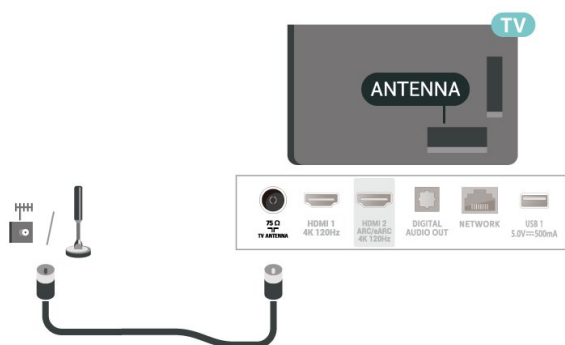 TV
ANTENNA
75 Ω
TV ANTENNA
HDMI 1
4K 120Hz
HDMI 2
ARC/eARC
4K 120Hz
DIGITAL
AUDIO OUT
NETWORK
USB 1
5.0V⎓500mA